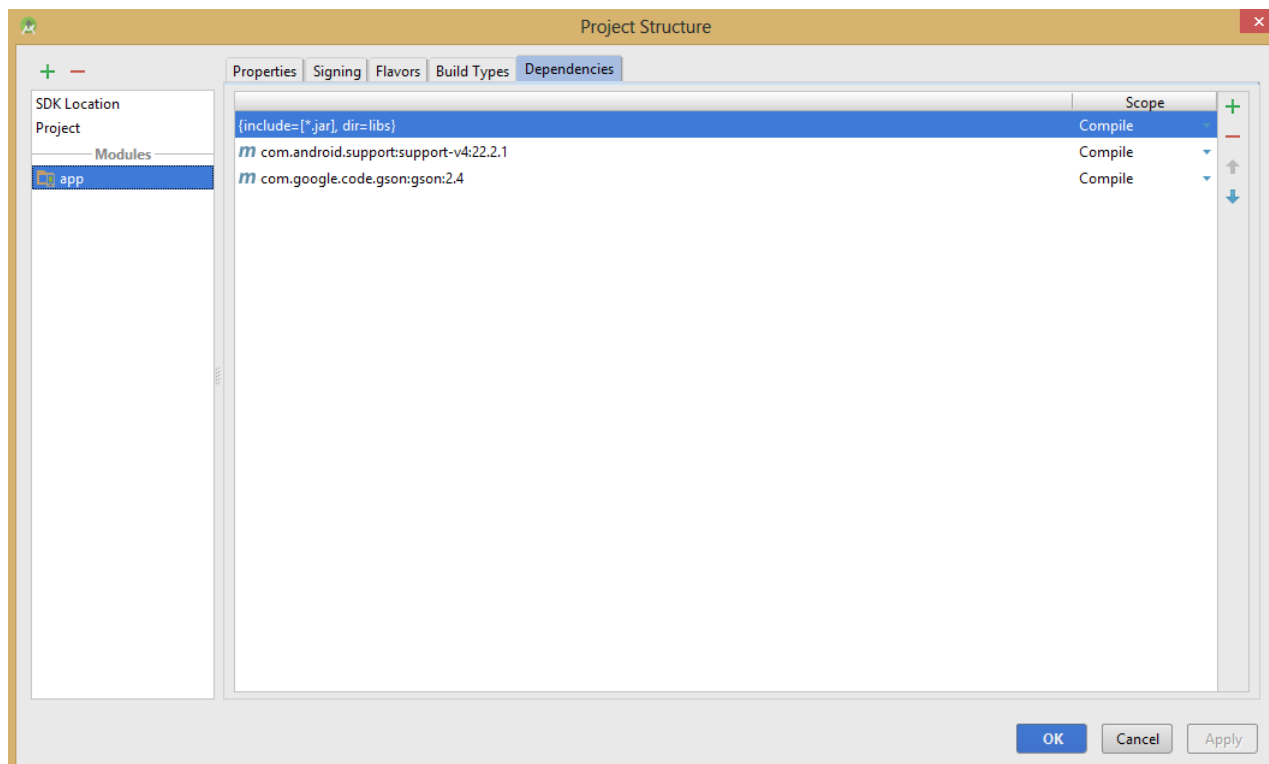 Project Structure
Properties Signing Flavors Build Types Dependencies
SDK Location
Project
Modules
app
Scope
{include=[*.jar], dir=libs} Compile
m com.android.support:support-v4:22.2.1 Compile
m com.google.code.gson:gson:2.4 Compile
OK Cancel Apply